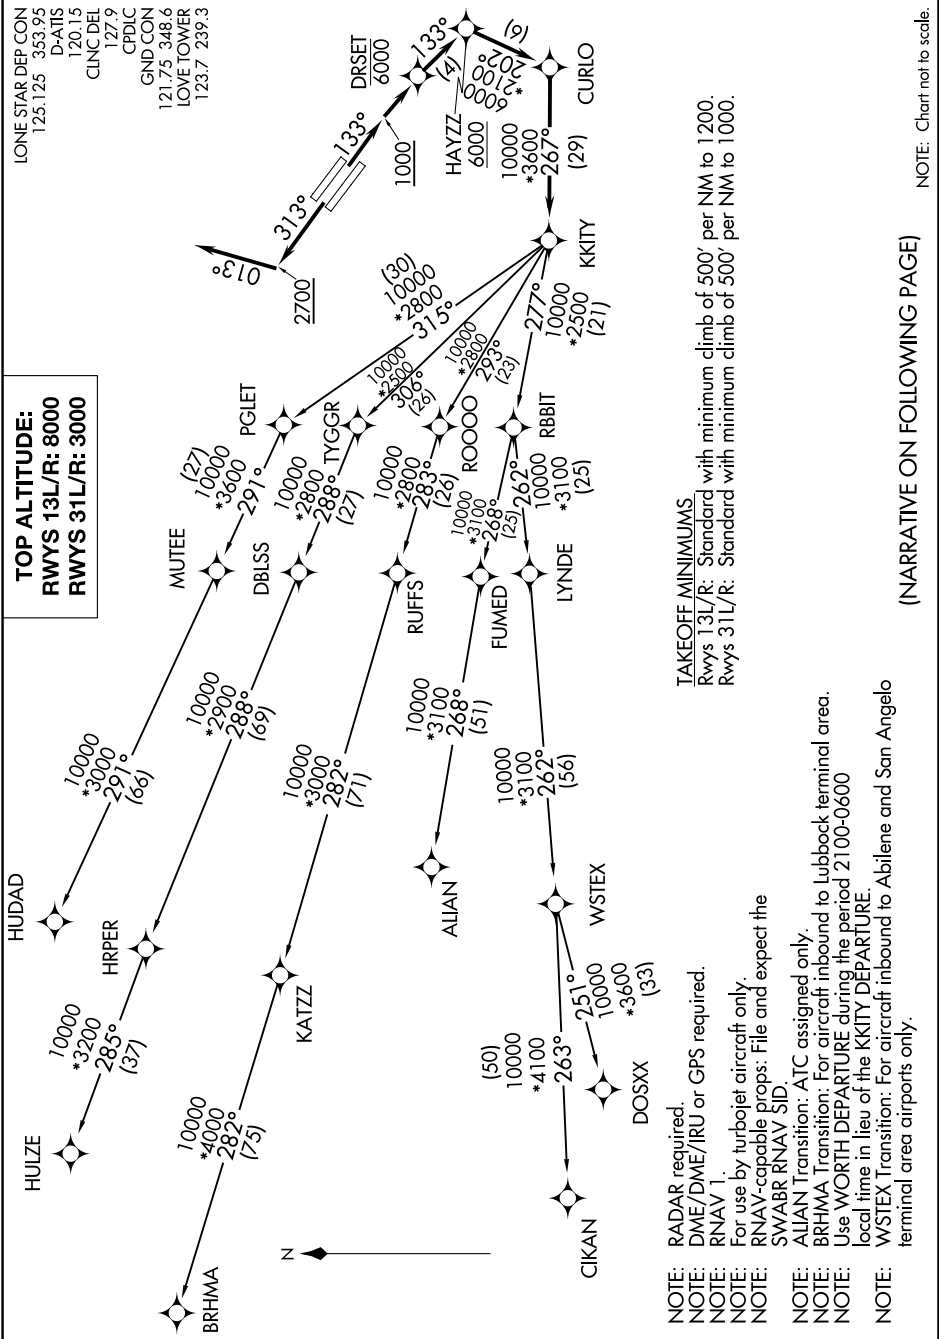 LONE STAR DEP CON
125.125 353.95
D-ATIS
120.15
CLNC DEL
127.9
CPDLC
GND CON
121.75 348.6
LOVE TOWER
123.7 239.3
TOP ALTITUDE:
RWYS 13L/R: 8000
RWYS 31L/R: 3000
013°
2700
313°
133°
1000
DRSET
6000
133°
(4)
HAYZZ
6000
6000
*2100
202°
(9)
CURLO
10000
*3600
267°
(29)
KKITY
(30)
10000
*2800
315°
10000
*2500
306°
(26)
10000
*2800
293°
(23)
277°
10000
*2500
(21)
PGLET
TYGGR
ROOOO
RBBIT
(27)
10000
*3600
291°
10000
*2800
288°
(27)
10000
*2800
283°
(26)
10000
*3100
268°
(25)
262°
10000
*3100
(25)
MUTEE
DBLSS
RUFFS
FUMED
LYNDE
10000
*3000
291°
(66)
10000
*2900
288°
(69)
10000
*3000
282°
(71)
10000
*3100
268°
(51)
10000
*3100
262°
(56)
HUDAD
HRPER
KATZZ
ALIAN
WSTEX
10000
*3200
285°
(37)
10000
*4000
282°
(75)
(50)
10000
*4100
263°
251°
10000
*3600
(33)
HULZE
BRHMA
CIKAN
DOSXX
N
TAKEOFF MINIMUMS
Rwys 13L/R: Standard with minimum climb of 500' per NM to 1200.
Rwys 31L/R: Standard with minimum climb of 500' per NM to 1000.
NOTE: RADAR required.
NOTE: DME/DME/IRU or GPS required.
NOTE: RNAV 1.
NOTE: For use by turbojet aircraft only.
NOTE: RNAV-capable props: File and expect the
SWABR RNAV SID.
NOTE: ALIAN Transition: ATC assigned only.
NOTE: BRHMA Transition: For aircraft inbound to Lubbock terminal area.
NOTE: Use WORTH DEPARTURE during the period 2100-0600
local time in lieu of the KKITY DEPARTURE.
NOTE: WSTEX Transition: For aircraft inbound to Abilene and San Angelo
terminal area airports only.
(NARRATIVE ON FOLLOWING PAGE)
NOTE: Chart not to scale.